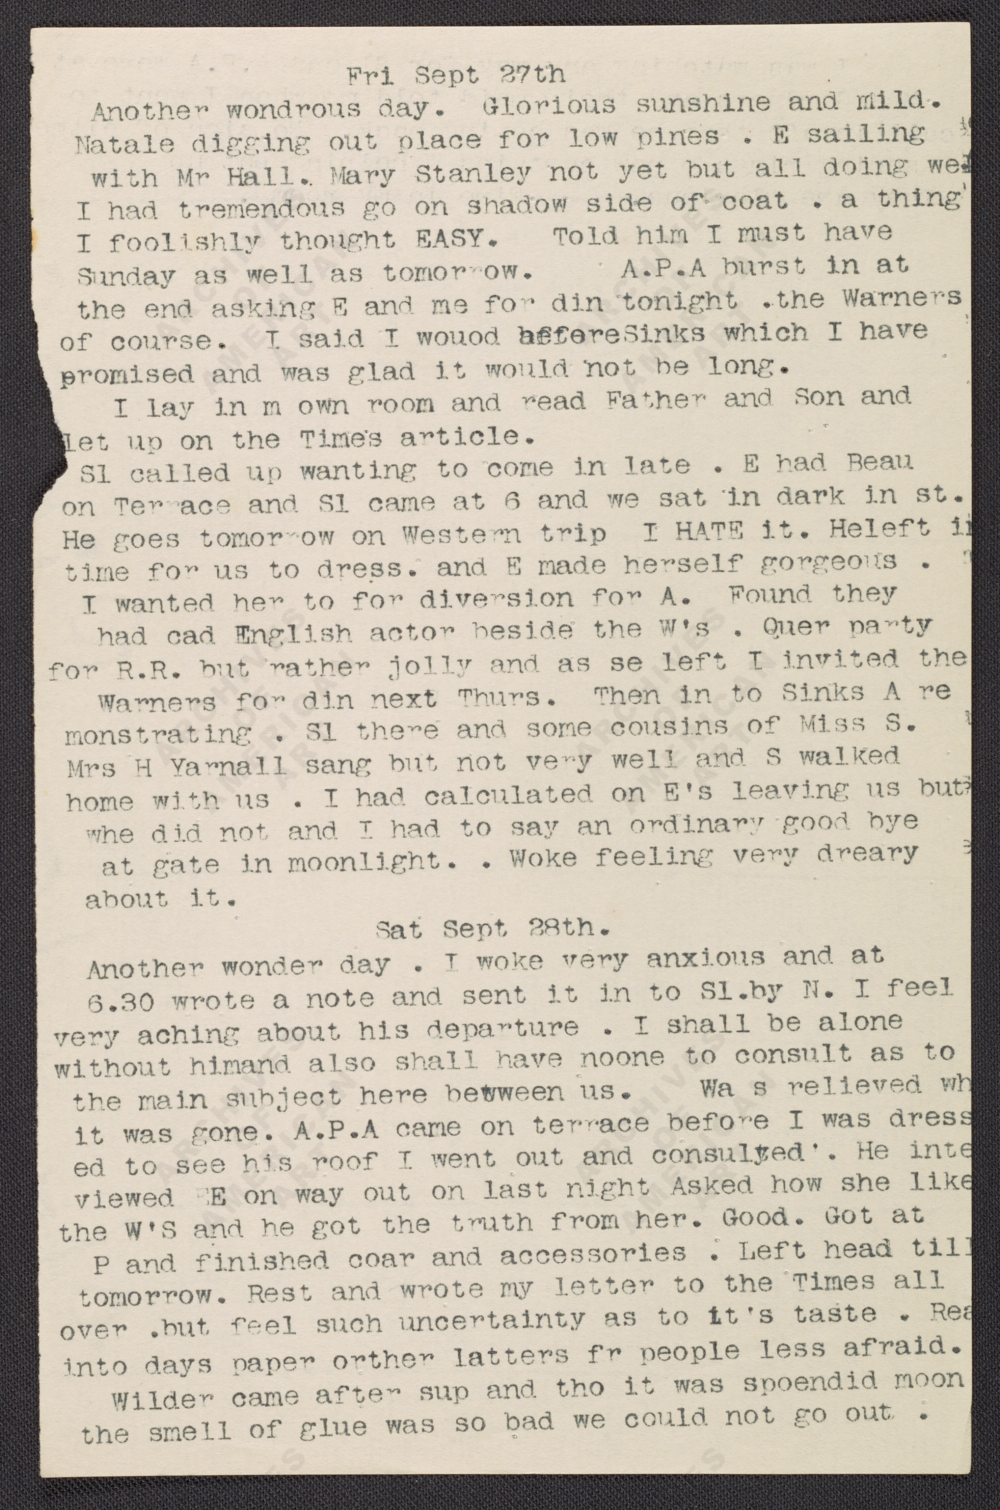 Fri Sept 27th
Another wondrous day. Glorious sunshine and mild.
Natale digging out place for low pines . E sailing
with Mr Hall. Mary Stanley not yet but all doing wel
I had tremendous go on shadow side of coat . a thing
I foolishly thought EASY. Told him I must have
Sunday as well as tomorrow. A.P.A burst in at
the end asking E and me for din tonight .the Warners
of course. I said I wouod SSinks which I have
promised and was glad it would not be long.
I lay in m own room and read Father and Son and
let up on the Times article.
Sl called up wanting to come in late . E had Beau
on Terrace and Sl came at 6 and we sat in dark in st.
He goes tomorrow on Western trip I HATE it. Heleft i
time for us to dress. and E made herself gorgeous .
I wanted her to for diversion for A. Found they
had cad English actor beside the W's . Quer party
for R.R. but rather jolly and as se left I invited the
Warners for din next Thurs. Then in to Sinks A re
monstrating . Sl there and some cousins of Miss S.
Mrs H Yarnall sang but not very well and S walked
home with us . I had calculated on E's leaving us but
whe did not and I had to say an ordinary good bye
at gate in moonlight. . Woke feeling very dreary
about it.
Sat Sept 28th.
Another wonder day . I woke very anxious and at
6.30 wrote a note and sent it in to Sl.by N. I feel
very aching about his departure . I shall be alone
without himand also shall have noone to consult as to
the main subject here bewween us. Wa s relieved wh
it was gone. A.P.A came on terrace before I was dress
ed to see his roof I went out and consulyed'. He inte
viewed E on way out on last night Asked how she like
the W'S and he got the truth from her. Good. Got at
P and finished coar and accessories . Left head till
tomorrow. Rest and wrote my letter to the Times all
over .but feel such uncertainty as to it's taste . Rea
into days paper orther latters fr people less afraid.
Wilder came after sup and tho it was spoendid moon
the smell of glue was so bad we could not go out .